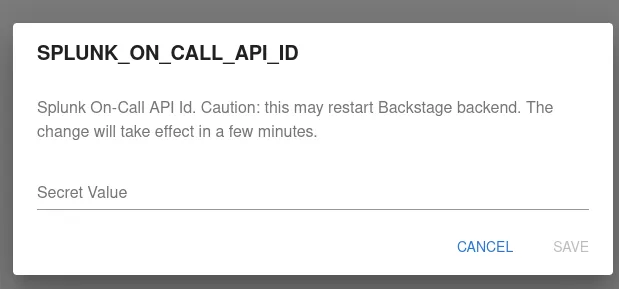 SPLUNK_ON_CALL_API_ID
Splunk On-Call API Id. Caution: this may restart Backstage backend. The
change will take effect in a few minutes.
Secret Value
CANCEL SAVE